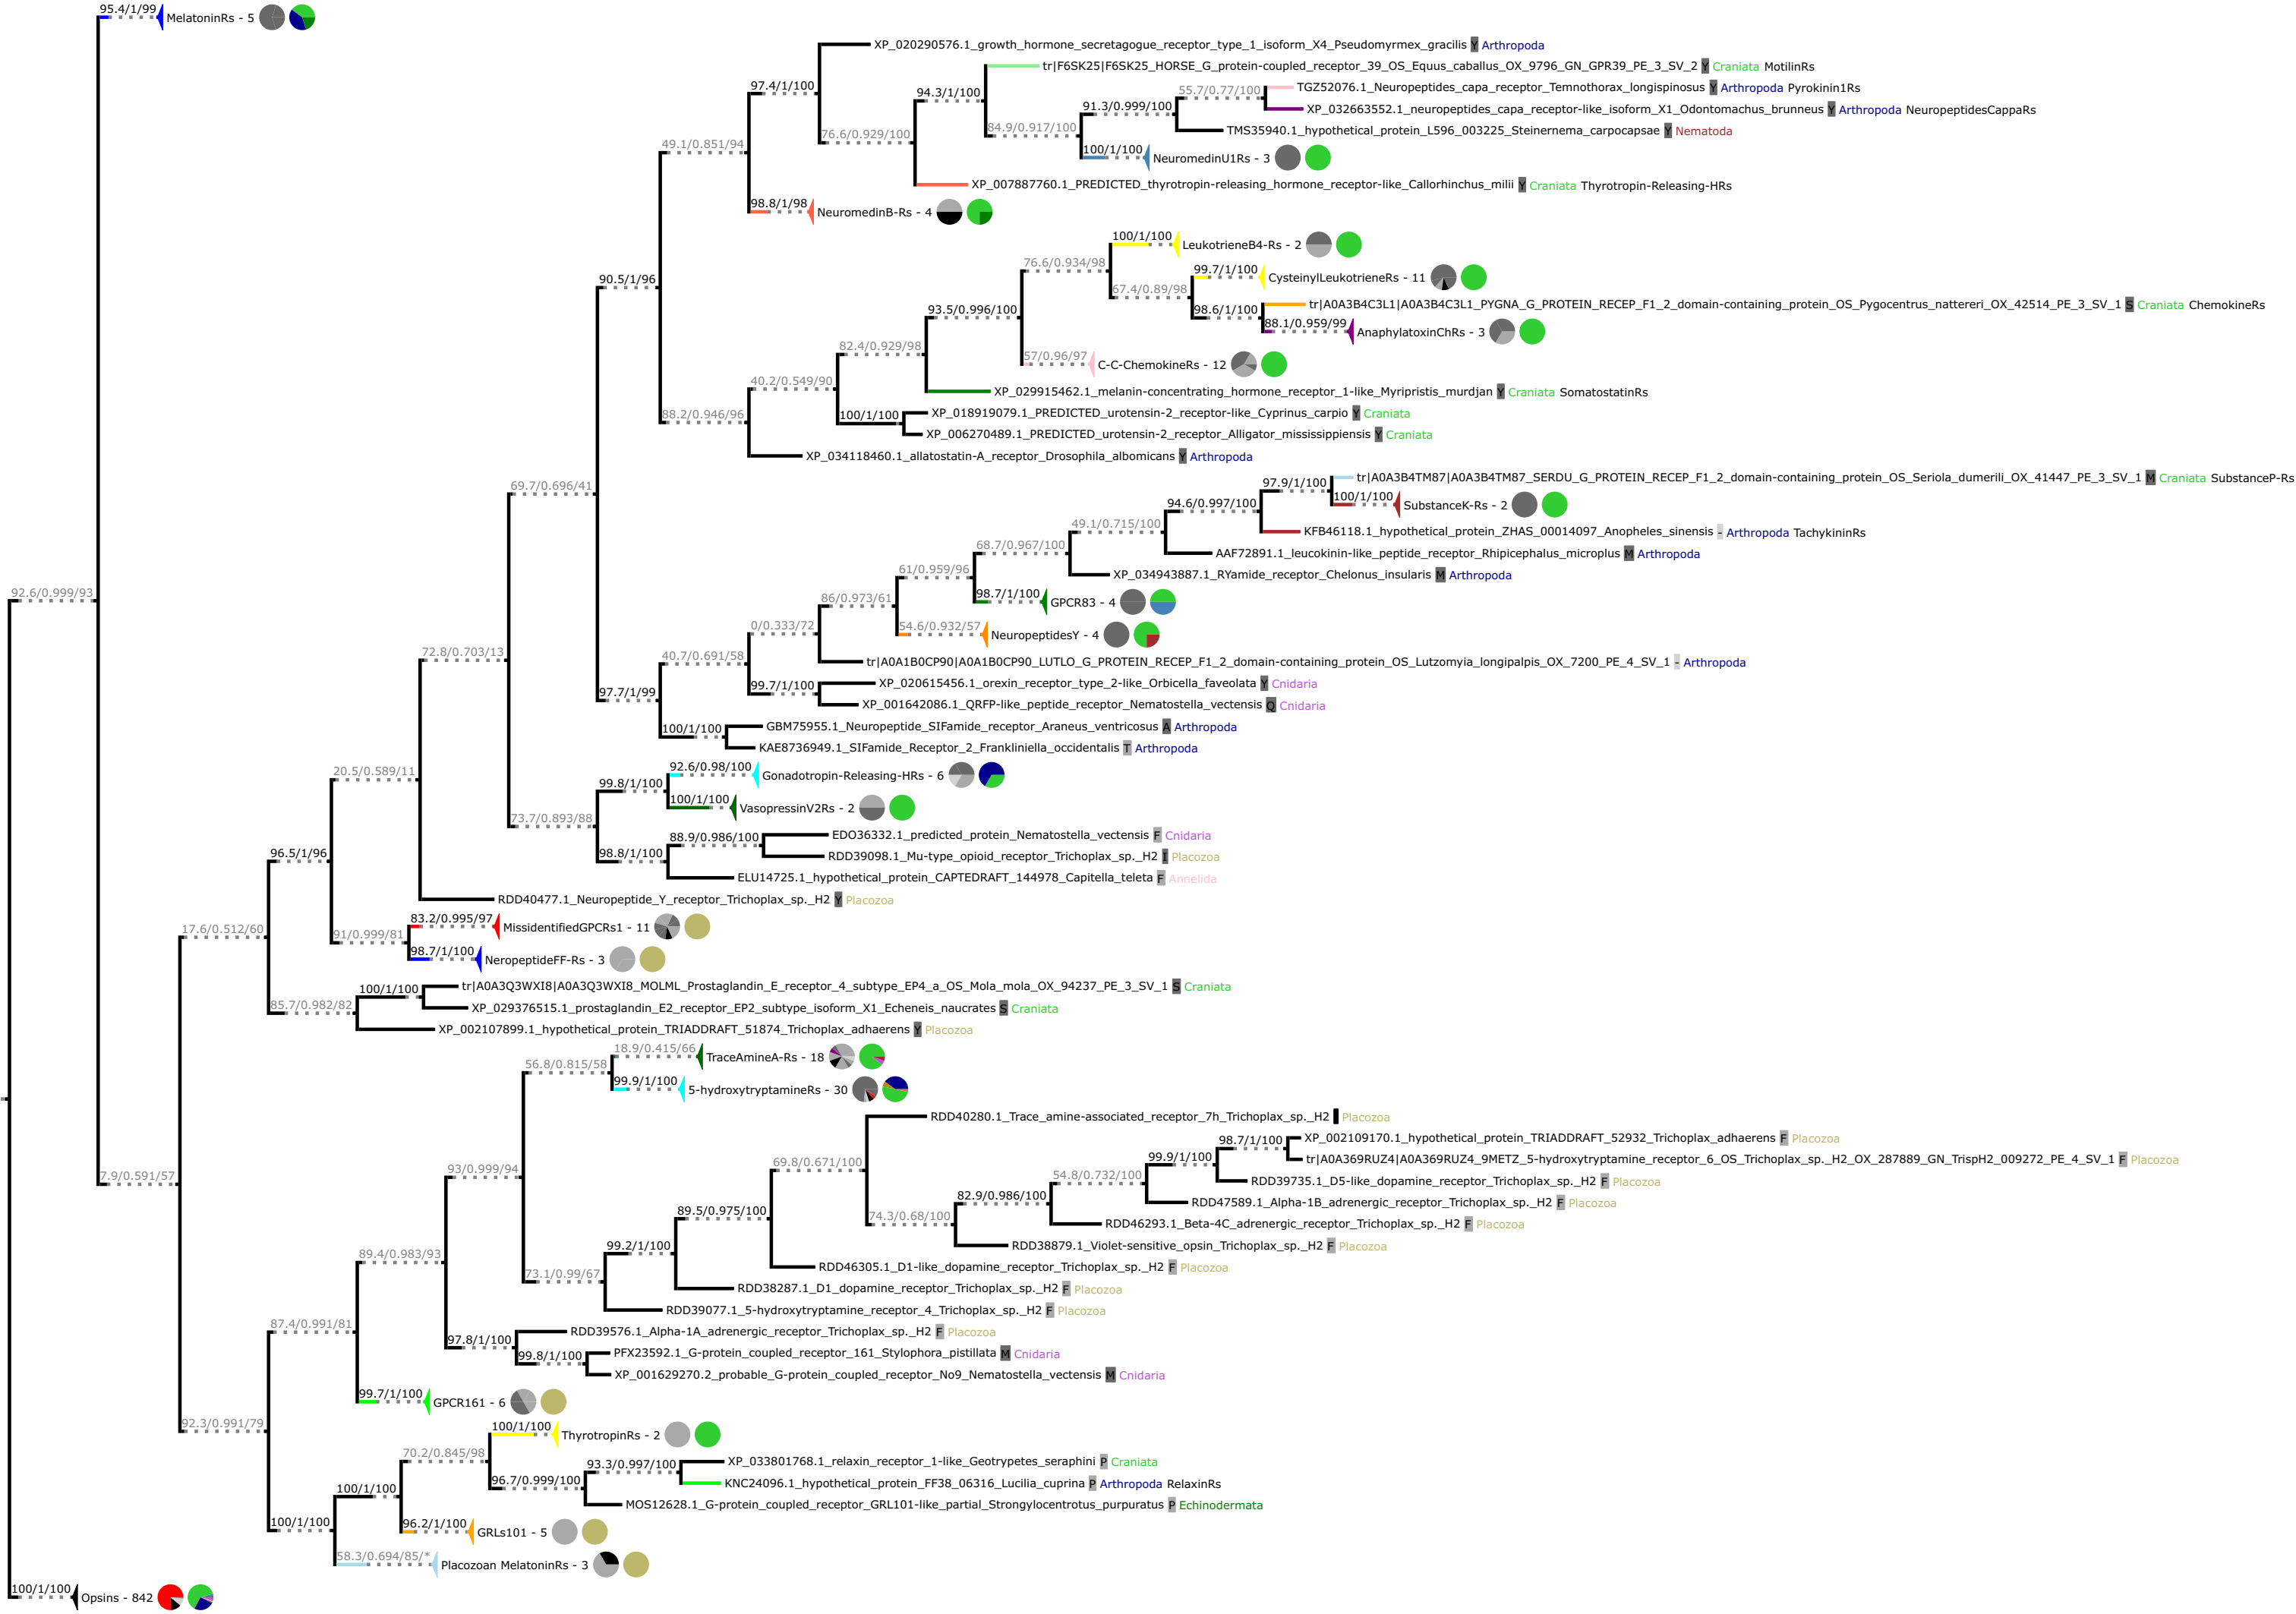 95.4/1/99
MelatoninRs - 5
XP_020290576.1_growth_hormone_secretagogue_receptor_type_1_isoform_X4_Pseudomyrmex_gracilis Y Arthropoda
tr|F6SK25|F6SK25_HORSE_G_protein-coupled_receptor_39_OS_Equus_caballus_OX_9796_GN_GPR39_PE_3_SV_2 Y Craniata MotilinRs
97.4/1/100
TGZ52076.1_Neuropeptides_capa_receptor_Temnothorax_longispinosus Y Arthropoda Pyrokinin1Rs
94.3/1/100
55.7/0.77/100
XP_032663552.1_neuropeptides_capa_receptor-like_isoform_X1_Odontomachus_brunneus Y Arthropoda NeuropeptidesCappaRs
91.3/0.999/100
TMS35940.1_hypothetical_protein_L596_003225_Steinernema_carpocapsae Y Nematoda
76.6/0.929/100
84.9/0.917/100
49.1/0.851/94
100/1/100
NeuromedinU1Rs - 3
XP_007887760.1_PREDICTED_thyrotropin-releasing_hormone_receptor-like_Callorhinchus_milii Y Craniata Thyrotropin-Releasing-HRs
98.8/1/98
NeuromedinB-Rs - 4
100/1/100
LeukotrieneB4-Rs - 2
76.6/0.934/98
99.7/1/100
CysteinylLeukotrieneRs - 11
90.5/1/96
67.4/0.89/98
tr|A0A3B4C3L1|A0A3B4C3L1_PYGNA_G_PROTEIN_RECEP_F1_2_domain-containing_protein_OS_Pygocentrus_nattereri_OX_42514_PE_3_SV_1 S Craniata ChemokineRs
93.5/0.996/100
98.6/1/100
88.1/0.959/99
AnaphylatoxinChRs - 3
82.4/0.929/98
57/0.96/97
C-C-ChemokineRs - 12
40.2/0.549/90
XP_029915462.1_melanin-concentrating_hormone_receptor_1-like_Myripristis_murdjan Y Craniata SomatostatinRs
88.2/0.946/96
100/1/100
XP_018919079.1_PREDICTED_urotensin-2_receptor-like_Cyprinus_carpio Y Craniata
XP_006270489.1_PREDICTED_urotensin-2_receptor_Alligator_mississippiensis Y Craniata
XP_034118460.1_allatostatin-A_receptor_Drosophila_albomicans Y Arthropoda
69.7/0.696/41
97.9/1/100
tr|A0A3B4TM87|A0A3B4TM87_SERDU_G_PROTEIN_RECEP_F1_2_domain-containing_protein_OS_Seriola_dumerili_OX_41447_PE_3_SV_1 M Craniata SubstanceP-Rs
94.6/0.997/100
100/1/100
SubstanceK-Rs - 2
49.1/0.715/100
KFB46118.1_hypothetical_protein_ZHAS_00014097_Anopheles_sinensis - Arthropoda TachykininRs
68.7/0.967/100
AAF72891.1_leucokinin-like_peptide_receptor_Rhipicephalus_microplus M Arthropoda
61/0.959/96
XP_034943887.1_RYamide_receptor_Chelonus_insularis M Arthropoda
92.6/0.999/93
86/0.973/61
98.7/1/100
GPCR83 - 4
0/0.333/72
54.6/0.932/57
NeuropeptidesY - 4
72.8/0.703/13
40.7/0.691/58
tr|A0A1B0CP90|A0A1B0CP90_LUTLO_G_PROTEIN_RECEP_F1_2_domain-containing_protein_OS_Lutzomyia_longipalpis_OX_7200_PE_4_SV_1 - Arthropoda
97.7/1/99
99.7/1/100
XP_020615456.1_orexin_receptor_type_2-like_Orbicella_faveolata Y Cnidaria
XP_001642086.1_QRFP-like_peptide_receptor_Nematostella_vectensis Q Cnidaria
100/1/100
GBM75955.1_Neuropeptide_SIFamide_receptor_Araneus_ventricosus A Arthropoda
KAE8736949.1_SIFamide_Receptor_2_Frankliniella_occidentalis T Arthropoda
20.5/0.589/11
92.6/0.98/100
Gonadotropin-Releasing-HRs - 6
99.8/1/100
100/1/100
VasopressinV2Rs - 2
73.7/0.893/88
88.9/0.986/100
EDO36332.1_predicted_protein_Nematostella_vectensis F Cnidaria
98.8/1/100
RDD39098.1_Mu-type_opioid_receptor_Trichoplax_sp._H2 I Placozoa
96.5/1/96
ELU14725.1_hypothetical_protein_CAPTEDRAFT_144978_Capitella_teleta F Annelida
RDD40477.1_Neuropeptide_Y_receptor_Trichoplax_sp._H2 Y Placozoa
17.6/0.512/60
91/0.999/81
83.2/0.995/97
MissidentifiedGPCRs1 - 11
98.7/1/100
NeropeptideFF-Rs - 3
85.7/0.982/82
100/1/100
tr|A0A3Q3WXI8|A0A3Q3WXI8_MOLML_Prostaglandin_E_receptor_4_subtype_EP4_a_OS_Mola_mola_OX_94237_PE_3_SV_1 S Craniata
XP_029376515.1_prostaglandin_E2_receptor_EP2_subtype_isoform_X1_Echeneis_naucrates S Craniata
XP_002107899.1_hypothetical_protein_TRIADDRAFT_51874_Trichoplax_adhaerens Y Placozoa
56.8/0.815/58
18.9/0.415/66
TraceAmineA-Rs - 18
99.9/1/100
5-hydroxytryptamineRs - 30
RDD40280.1_Trace_amine-associated_receptor_7h_Trichoplax_sp._H2 Placozoa
7.9/0.591/57
93/0.999/94
69.8/0.671/100
98.7/1/100
XP_002109170.1_hypothetical_protein_TRIADDRAFT_52932_Trichoplax_adhaerens F Placozoa
99.9/1/100
tr|A0A369RUZ4|A0A369RUZ4_9METZ_5-hydroxytryptamine_receptor_6_OS_Trichoplax_sp._H2_OX_287889_GN_TrispH2_009272_PE_4_SV_1 F Placozoa
54.8/0.732/100
RDD39735.1_D5-like_dopamine_receptor_Trichoplax_sp._H2 F Placozoa
82.9/0.986/100
RDD47589.1_Alpha-1B_adrenergic_receptor_Trichoplax_sp._H2 F Placozoa
89.5/0.975/100
74.3/0.68/100
RDD46293.1_Beta-4C_adrenergic_receptor_Trichoplax_sp._H2 F Placozoa
99.2/1/100
RDD38879.1_Violet-sensitive_opsin_Trichoplax_sp._H2 F Placozoa
89.4/0.983/93
73.1/0.99/67
RDD46305.1_D1-like_dopamine_receptor_Trichoplax_sp._H2 F Placozoa
RDD38287.1_D1_dopamine_receptor_Trichoplax_sp._H2 F Placozoa
RDD39077.1_5-hydroxytryptamine_receptor_4_Trichoplax_sp._H2 F Placozoa
87.4/0.991/81
97.8/1/100
RDD39576.1_Alpha-1A_adrenergic_receptor_Trichoplax_sp._H2 F Placozoa
99.8/1/100
PFX23592.1_G-protein_coupled_receptor_161_Stylophora_pistillata M Cnidaria
XP_001629270.2_probable_G-protein_coupled_receptor_No9_Nematostella_vectensis M Cnidaria
99.7/1/100
GPCR161 - 6
92.3/0.991/79
100/1/100
ThyrotropinRs - 2
70.2/0.845/98
93.3/0.997/100
XP_033801768.1_relaxin_receptor_1-like_Geotrypetes_seraphini P Craniata
96.7/0.999/100
KNC24096.1_hypothetical_protein_FF38_06316_Lucilia_cuprina P Arthropoda RelaxinRs
100/1/100
MOS12628.1_G-protein_coupled_receptor_GRL101-like_partial_Strongylocentrotus_purpuratus P Echinodermata
100/1/100
96.2/1/100
GRLs101 - 5
58.3/0.694/85/*
Placozoan MelatoninRs - 3
100/1/100
Opsins - 842